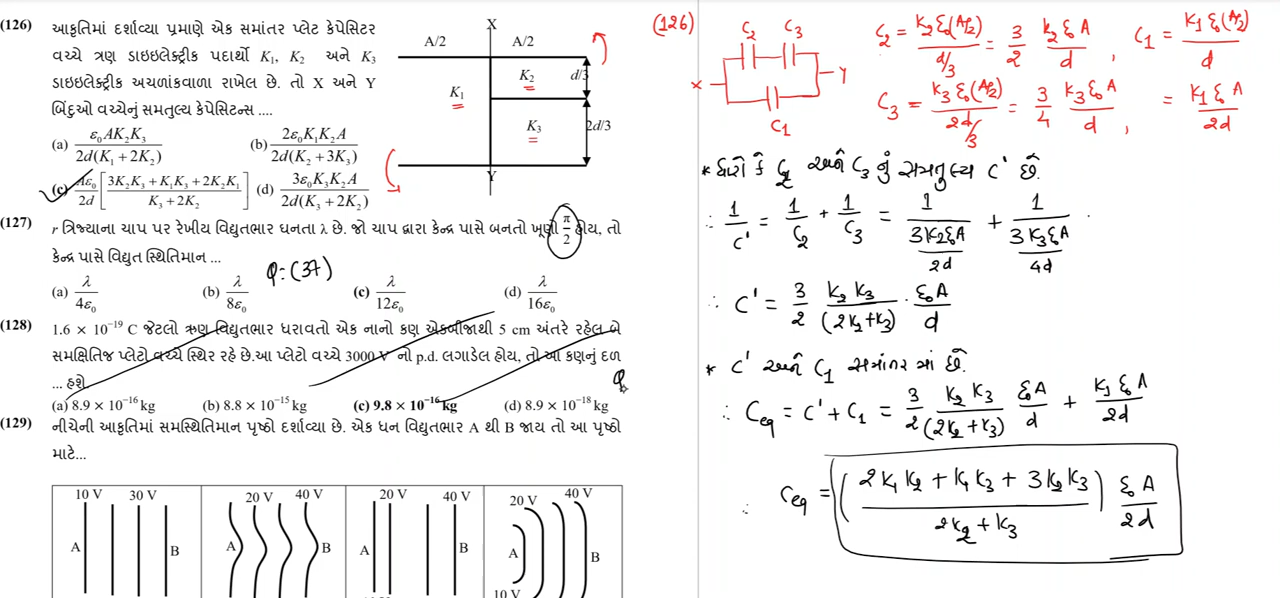 (126) આકૃતિમાં દર્શાવ્યા પ્રમાણે એક સમાંતર પ્લેટ કેપેસિટર
વચ્ચે ત્રણ ડાઇઇલેક્ટ્રીક પદાર્થો K₁, K₂ અને K₃
ડાઇઇલેક્ટ્રીક અચળાંકવાળા રાખેલ છે. તો X અને Y
બિંદુઓ વચ્ચેનું સમતુલ્ય કેપેસિટન્સ ....
(a) ε₀AK₂K₃ / 2d(K₁ + 2K₂) (b) 2ε₀K₁K₂A / 2d(K₂ + 3K₃)
(c) Aε₀ / 2d [3K₂K₃ + K₁K₃ + 2K₂K₁ / K₃ + 2K₂] (d) 3ε₀K₃K₂A / 2d(K₃ + 2K₂)
X
A/2 A/2
K₁ K₂ d/3
K₃ 2d/3
Y
(127) r ત્રિજ્યાના ચાપ પર રેખીય વિદ્યુતભાર ઘનતા λ છે. જો ચાપ દ્વારા કેન્દ્ર પાસે બનતો ખૂણો π/2 હોય, તો
કેન્દ્ર પાસે વિદ્યુત સ્થિતિમાન ...
Q:(37)
(a) λ / 4ε₀ (b) λ / 8ε₀ (c) λ / 12ε₀ (d) λ / 16ε₀
(128) 1.6 × 10⁻¹⁹ C જેટલો ઋણ વિદ્યુતભાર ધરાવતો એક નાનો કણ એકબીજાથી 5 cm અંતરે રહેલ બે
સમક્ષિતિજ પ્લેટો વચ્ચે સ્થિર રહે છે.આ પ્લેટો વચ્ચે 3000 V નો p.d. લગાડેલ હોય, તો આ કણનું દળ
... હશે.
(a) 8.9 × 10⁻¹⁶ kg (b) 8.8 × 10⁻¹⁵ kg (c) 9.8 × 10⁻¹⁶ kg (d) 8.9 × 10⁻¹⁸ kg
(129) નીચેની આકૃતિમાં સમસ્થિતિમાન પૃષ્ઠો દર્શાવ્યા છે. એક ધન વિદ્યુતભાર A થી B જાય તો આ પૃષ્ઠો
માટે...
10 V 30 V 20 V 40 V 20 V 40 V 20 V 40 V
A B A B A B A B
10 V
(126)
C₂ C₃
X Y
C₁
C₂ = K₂ε₀(A/2) / d/3 = 3/2 K₂ε₀A / d , C₁ = K₁ε₀(A/2) / d
C₃ = K₃ε₀(A/2) / 2d/3 = 3/4 K₃ε₀A / d , = K₁ε₀A / 2d
* ધારો કે C₂ અને C₃ નું સમતુલ્ય C' છે.
∴ 1/C' = 1/C₂ + 1/C₃ = 1 / (3K₂ε₀A / 2d) + 1 / (3K₃ε₀A / 4d)
∴ C' = 3/2 K₂K₃ / (2K₂+K₃) · ε₀A / d
* C' અને C₁ સમાંતર માં છે.
∴ Ceq = C' + C₁ = 3/2 K₂K₃ / (2K₂+K₃) ε₀A / d + K₁ε₀A / 2d
∴ Ceq = (2K₁K₂ + K₁K₃ + 3K₂K₃ / 2K₂+K₃) ε₀A / 2d